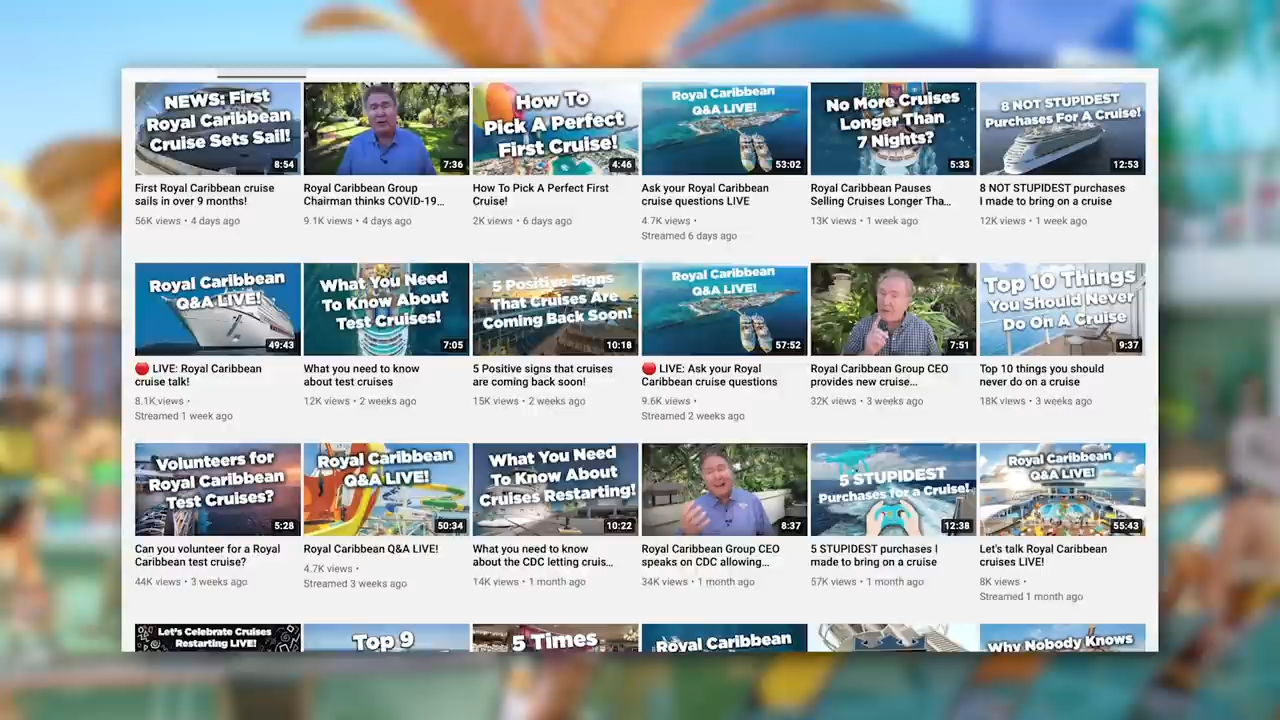 NEWS: First
Royal Caribbean
Cruise Sets Sail!
8:54
First Royal Caribbean cruise
sails in over 9 months!
56K views • 4 days ago
7:36
Royal Caribbean Group
Chairman thinks COVID-19...
9.1K views • 4 days ago
How To
Pick A Perfect
First Cruise!
4:46
How To Pick A Perfect First
Cruise!
2K views • 6 days ago
Royal Caribbean
Q&A LIVE!
53:02
Ask your Royal Caribbean
cruise questions LIVE
4.7K views •
Streamed 6 days ago
No More Cruises
Longer Than
7 Nights?
5:33
Royal Caribbean Pauses
Selling Cruises Longer Tha...
13K views • 1 week ago
8 NOT STUPIDEST
Purchases For A Cruise!
12:53
8 NOT STUPIDEST purchases
I made to bring on a cruise
12K views • 1 week ago
Royal Caribbean
Q&A LIVE!
49:43
🔴 LIVE: Royal Caribbean
cruise talk!
8.1K views •
Streamed 1 week ago
What You Need
To Know About
Test Cruises!
7:05
What you need to know
about test cruises
12K views • 2 weeks ago
5 Positive Signs
That Cruises Are
Coming Back Soon!
10:18
5 Positive signs that cruises
are coming back soon!
15K views • 2 weeks ago
Royal Caribbean
Q&A LIVE!
57:52
🔴 LIVE: Ask your Royal
Caribbean cruise questions
9.6K views •
Streamed 2 weeks ago
7:51
Royal Caribbean Group CEO
provides new cruise...
32K views • 3 weeks ago
Top 10 Things
You Should Never
Do On A Cruise
9:37
Top 10 things you should
never do on a cruise
18K views • 3 weeks ago
Volunteers for
Royal Caribbean
Test Cruises?
5:28
Can you volunteer for a Royal
Caribbean test cruise?
44K views • 3 weeks ago
Royal Caribbean
Q&A LIVE!
50:34
Royal Caribbean Q&A LIVE!
4.7K views •
Streamed 3 weeks ago
What You Need
To Know About
Cruises Restarting!
10:22
What you need to know
about the CDC letting cruis...
14K views • 1 month ago
8:37
Royal Caribbean Group CEO
speaks on CDC allowing...
34K views • 1 month ago
5 STUPIDEST
Purchases for a Cruise!
12:38
5 STUPIDEST purchases I
made to bring on a cruise
57K views • 1 month ago
Royal Caribbean
Q&A LIVE!
55:43
Let's talk Royal Caribbean
cruises LIVE!
8K views •
Streamed 1 month ago
Let's Celebrate Cruises
Restarting LIVE!
Top 9
5 Times
Royal Caribbean
Why Nobody Knows